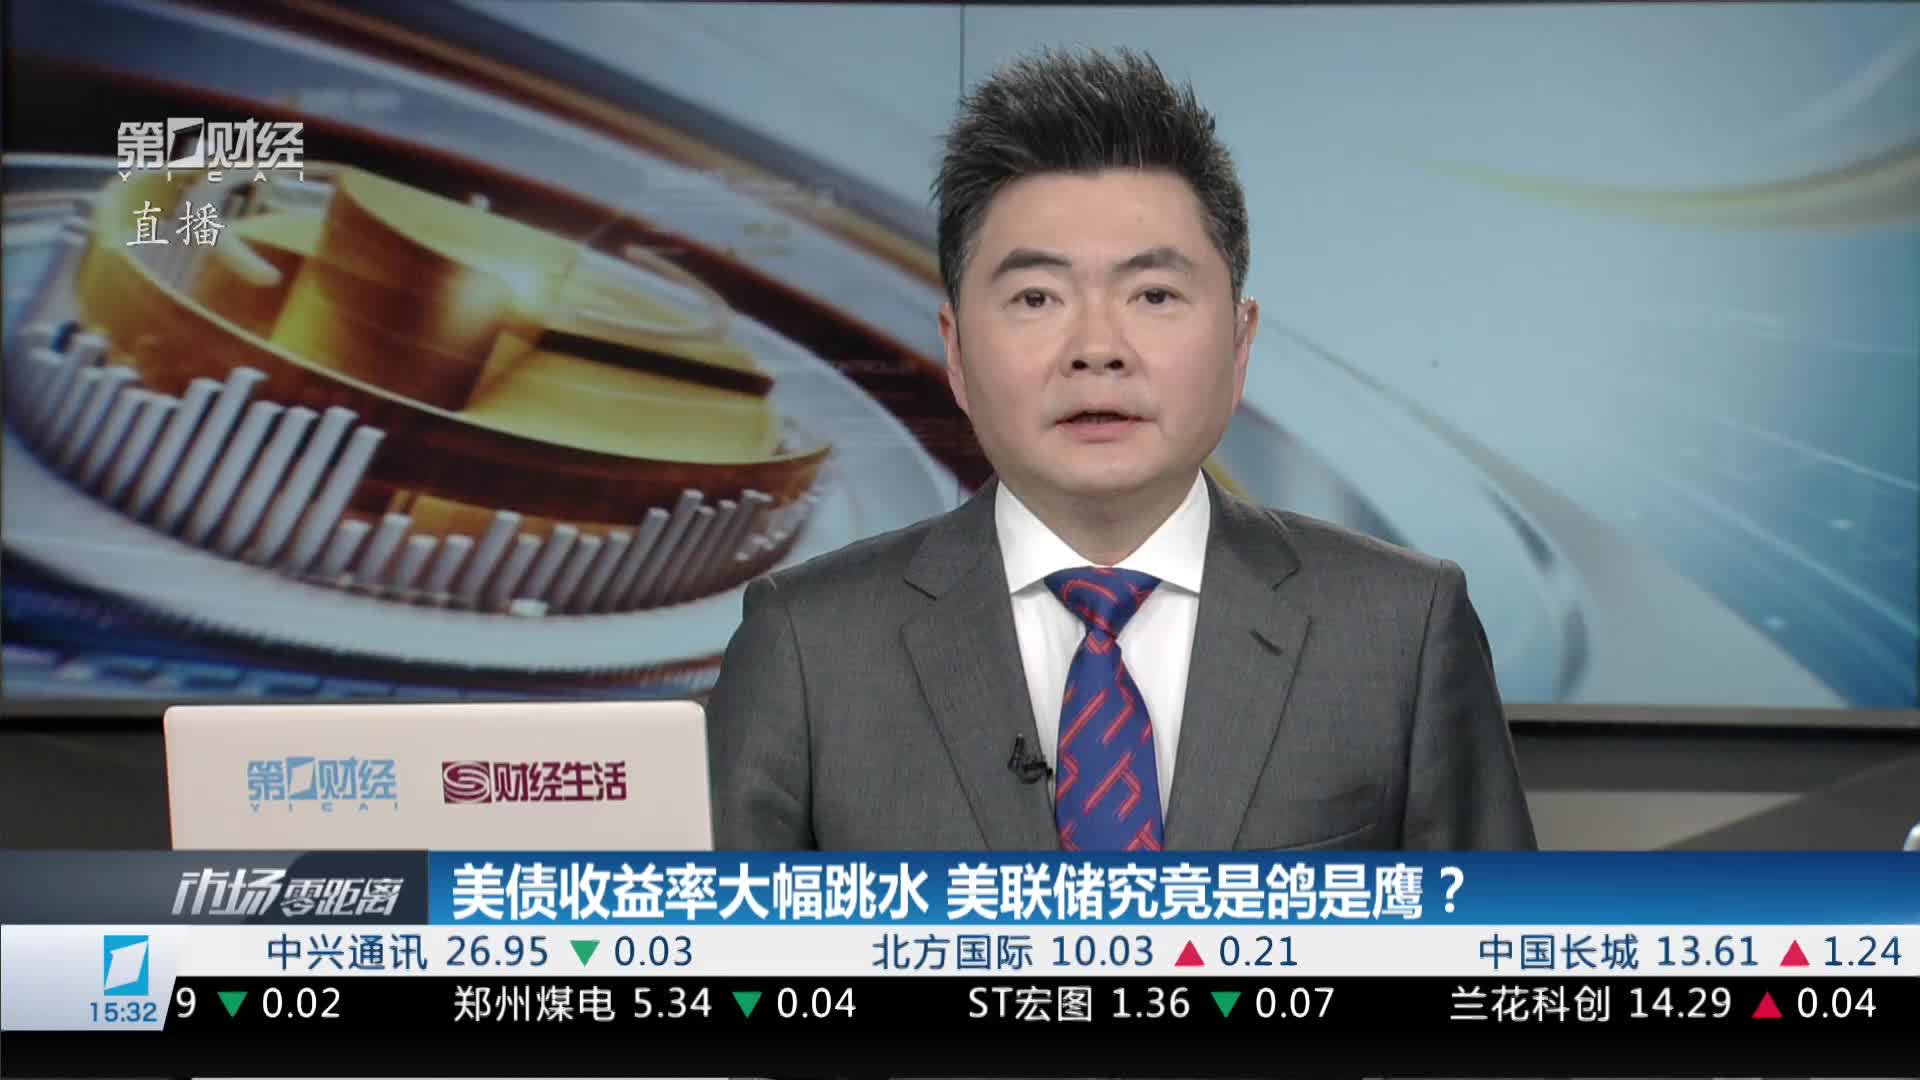 第一财经
YICAI
直播
第一财经
YICAI
S财经生活
市场零距离
美债收益率大幅跳水 美联储究竟是鸽是鹰？
中兴通讯 26.95 ▼ 0.03 北方国际 10.03 ▲ 0.21 中国长城 13.61 ▲ 1.24
15:32
9 ▼ 0.02 郑州煤电 5.34 ▼ 0.04 ST宏图 1.36 ▼ 0.07 兰花科创 14.29 ▲ 0.04